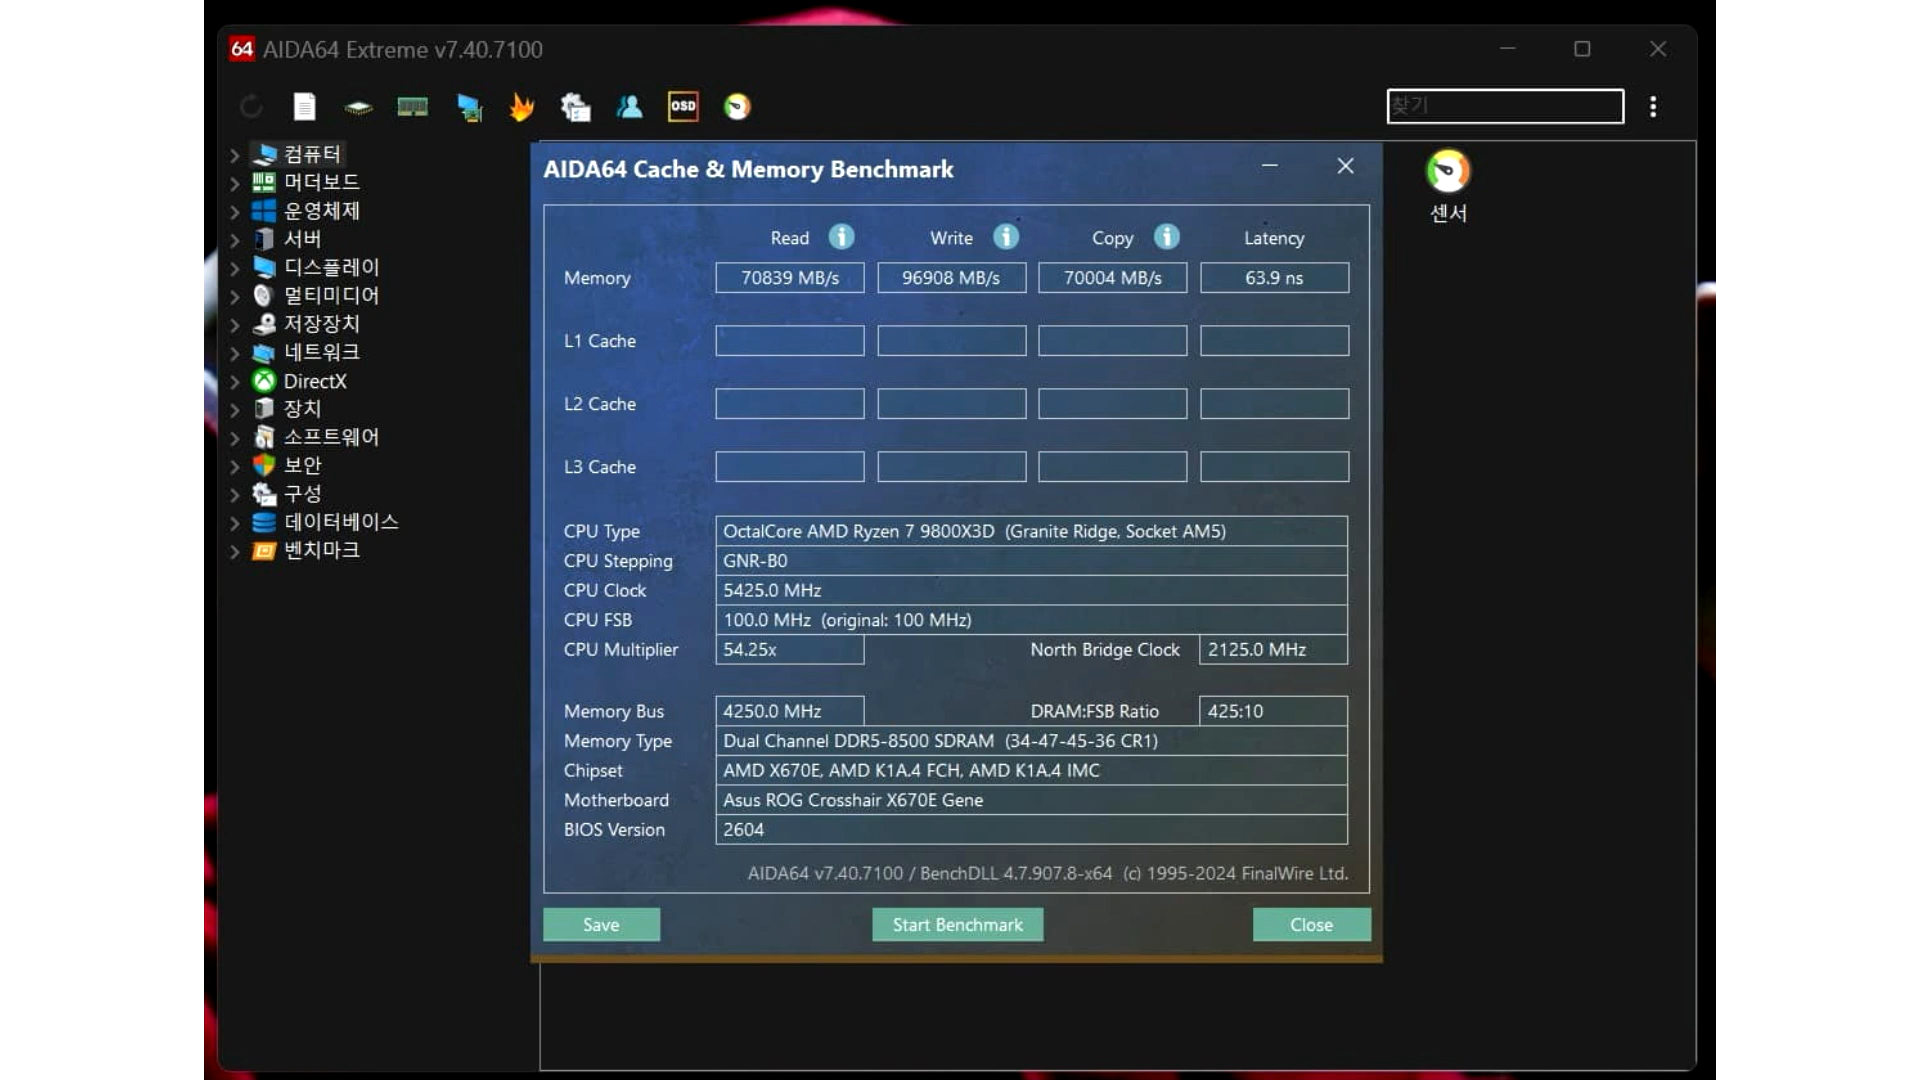 64 AIDA64 Extreme v7.40.7100
OSD
찾기
컴퓨터
머더보드
운영체제
서버
디스플레이
멀티미디어
저장장치
네트워크
DirectX
장치
소프트웨어
보안
구성
데이터베이스
벤치마크
센서
AIDA64 Cache & Memory Benchmark
Read Write Copy Latency
Memory 70839 MB/s 96908 MB/s 70004 MB/s 63.9 ns
L1 Cache
L2 Cache
L3 Cache
CPU Type OctalCore AMD Ryzen 7 9800X3D (Granite Ridge, Socket AM5)
CPU Stepping GNR-B0
CPU Clock 5425.0 MHz
CPU FSB 100.0 MHz (original: 100 MHz)
CPU Multiplier 54.25x North Bridge Clock 2125.0 MHz
Memory Bus 4250.0 MHz DRAM:FSB Ratio 425:10
Memory Type Dual Channel DDR5-8500 SDRAM (34-47-45-36 CR1)
Chipset AMD X670E, AMD K1A.4 FCH, AMD K1A.4 IMC
Motherboard Asus ROG Crosshair X670E Gene
BIOS Version 2604
AIDA64 v7.40.7100 / BenchDLL 4.7.907.8-x64 (c) 1995-2024 FinalWire Ltd.
Save Start Benchmark Close